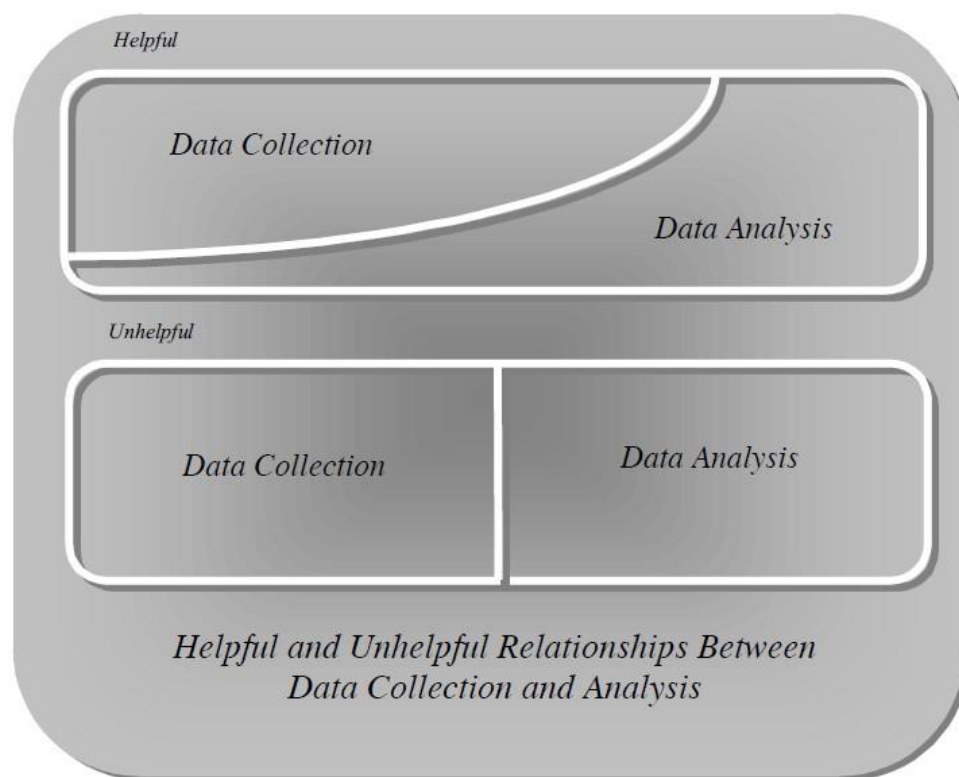 Helpful
Data Collection
Data Analysis
Unhelpful
Data Collection
Data Analysis
Helpful and Unhelpful Relationships Between
Data Collection and Analysis